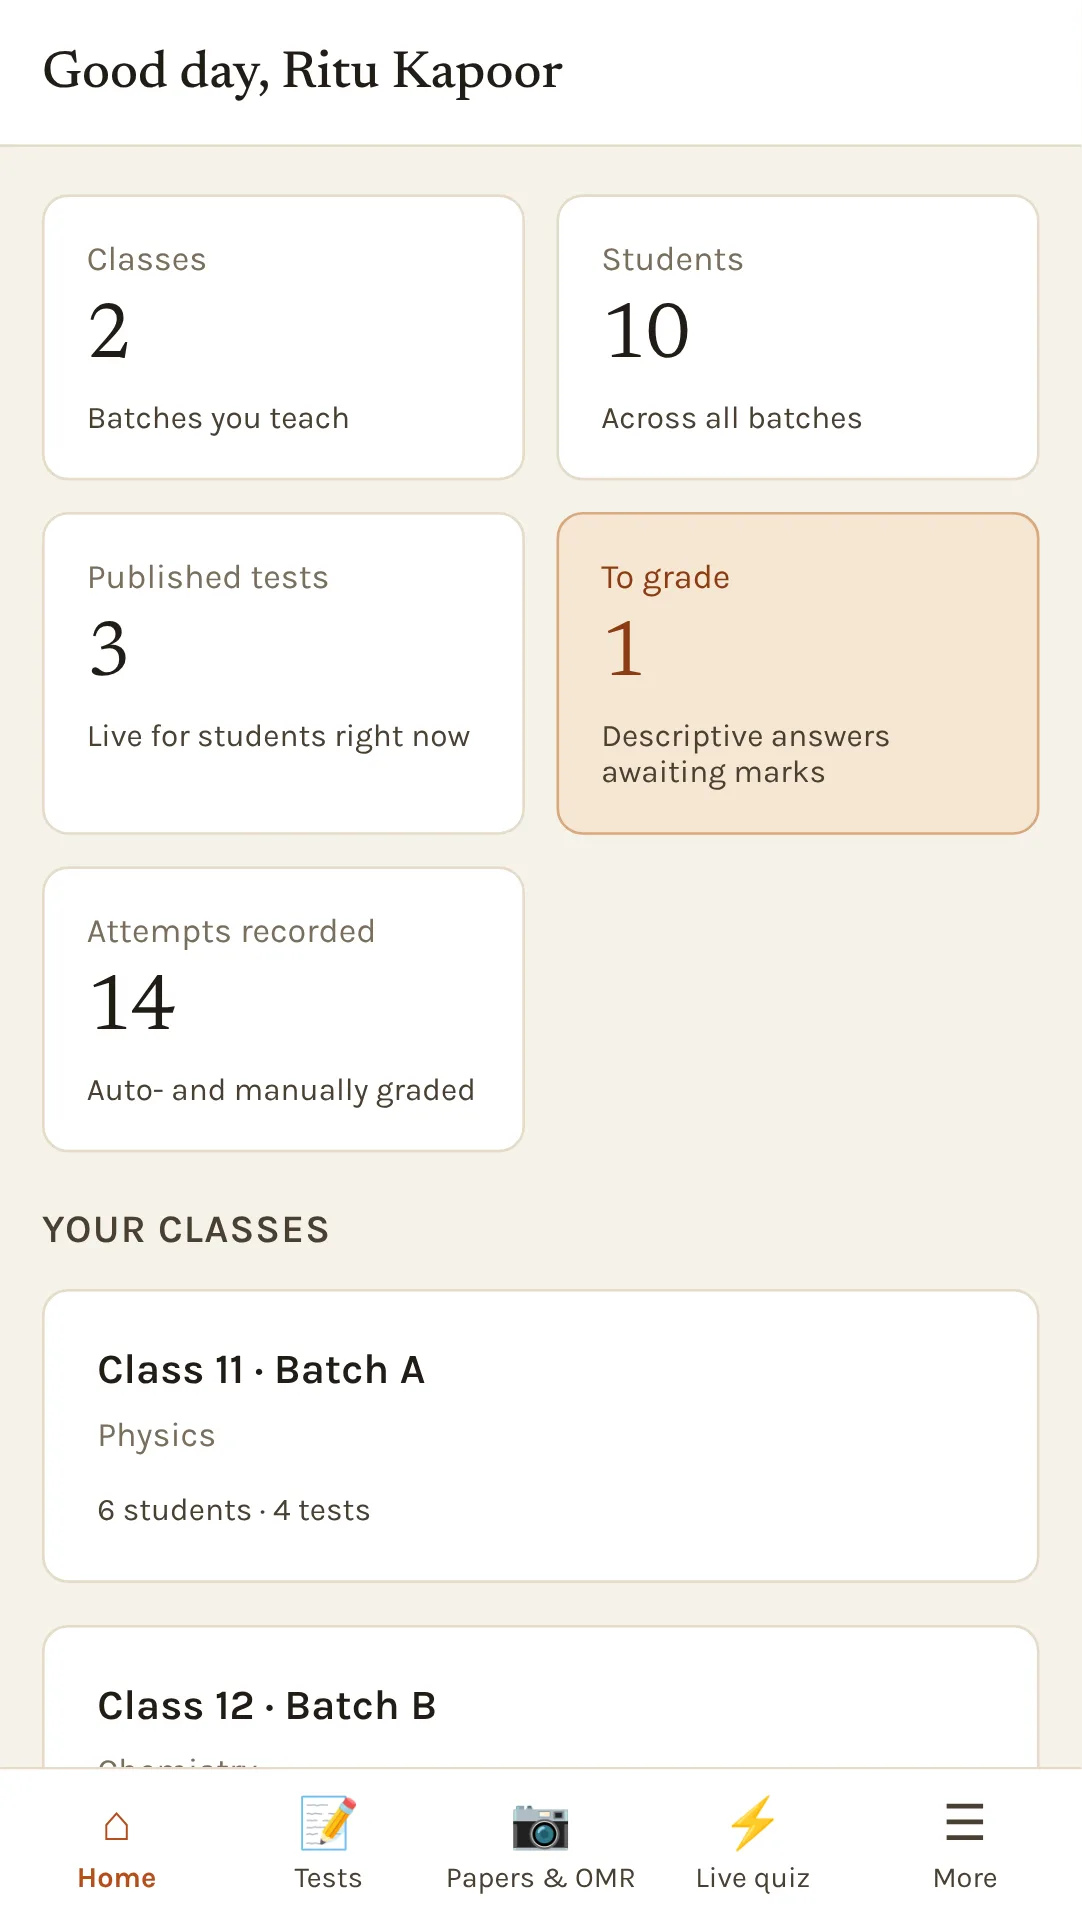 Good day, Ritu Kapoor
Classes
2
Batches you teach
Students
10
Across all batches
Published tests
3
Live for students right now
To grade
1
Descriptive answers
awaiting marks
Attempts recorded
14
Auto- and manually graded
YOUR CLASSES
Class 11 · Batch A
Physics
6 students · 4 tests
Class 12 · Batch B
Chemistry
Home
Tests
Papers & OMR
Live quiz
More